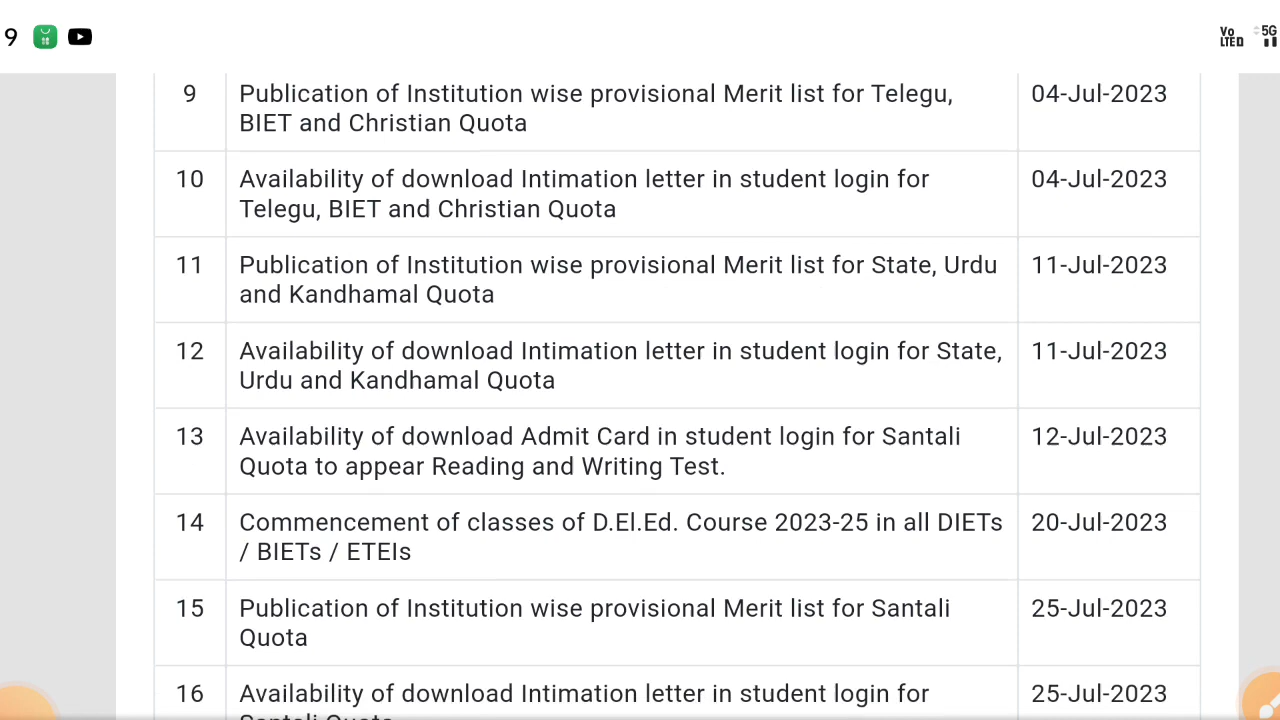 9
Vo
LTE D
5G
9 Publication of Institution wise provisional Merit list for Telegu, 04-Jul-2023
BIET and Christian Quota
10 Availability of download Intimation letter in student login for 04-Jul-2023
Telegu, BIET and Christian Quota
11 Publication of Institution wise provisional Merit list for State, Urdu 11-Jul-2023
and Kandhamal Quota
12 Availability of download Intimation letter in student login for State, 11-Jul-2023
Urdu and Kandhamal Quota
13 Availability of download Admit Card in student login for Santali 12-Jul-2023
Quota to appear Reading and Writing Test.
14 Commencement of classes of D.El.Ed. Course 2023-25 in all DIETs 20-Jul-2023
/ BIETs / ETEIs
15 Publication of Institution wise provisional Merit list for Santali 25-Jul-2023
Quota
16 Availability of download Intimation letter in student login for 25-Jul-2023
Santali Quota